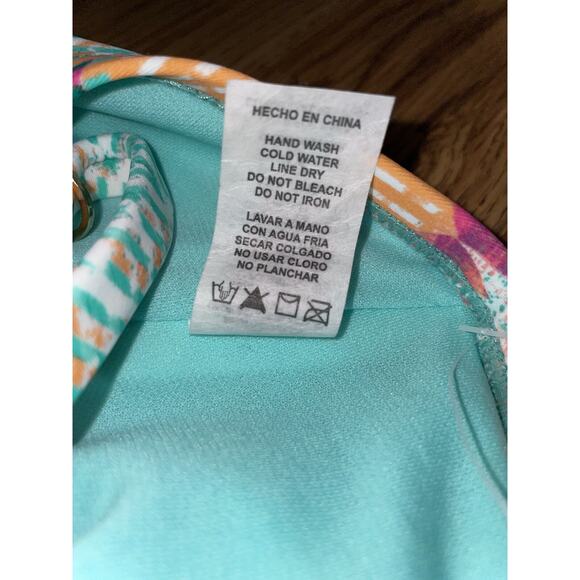 HECHO EN CHINA
HAND WASH
COLD WATER
LINE DRY
DO NOT BLEACH
DO NOT IRON
LAVAR A MANO
CON AGUA FRIA
SECAR COLGADO
NO USAR CLORO
NO PLANCHAR